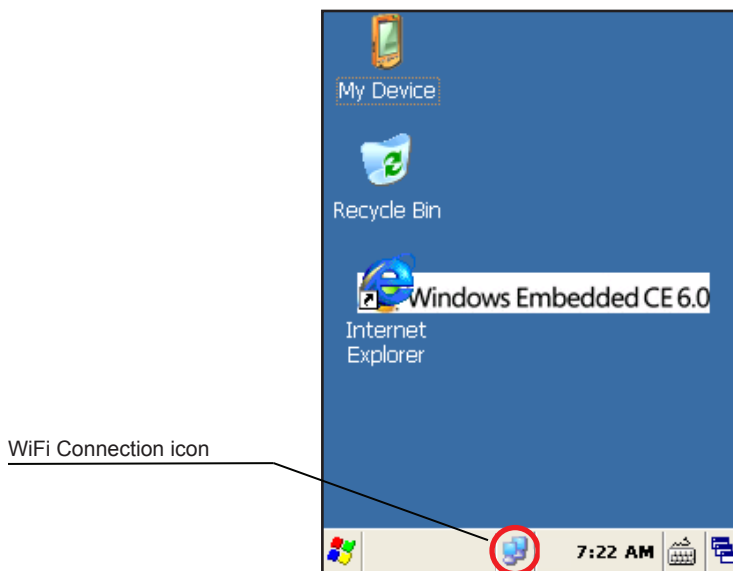 My Device
Recycle Bin
Windows Embedded CE 6.0
Internet
Explorer
WiFi Connection icon
7:22 AM